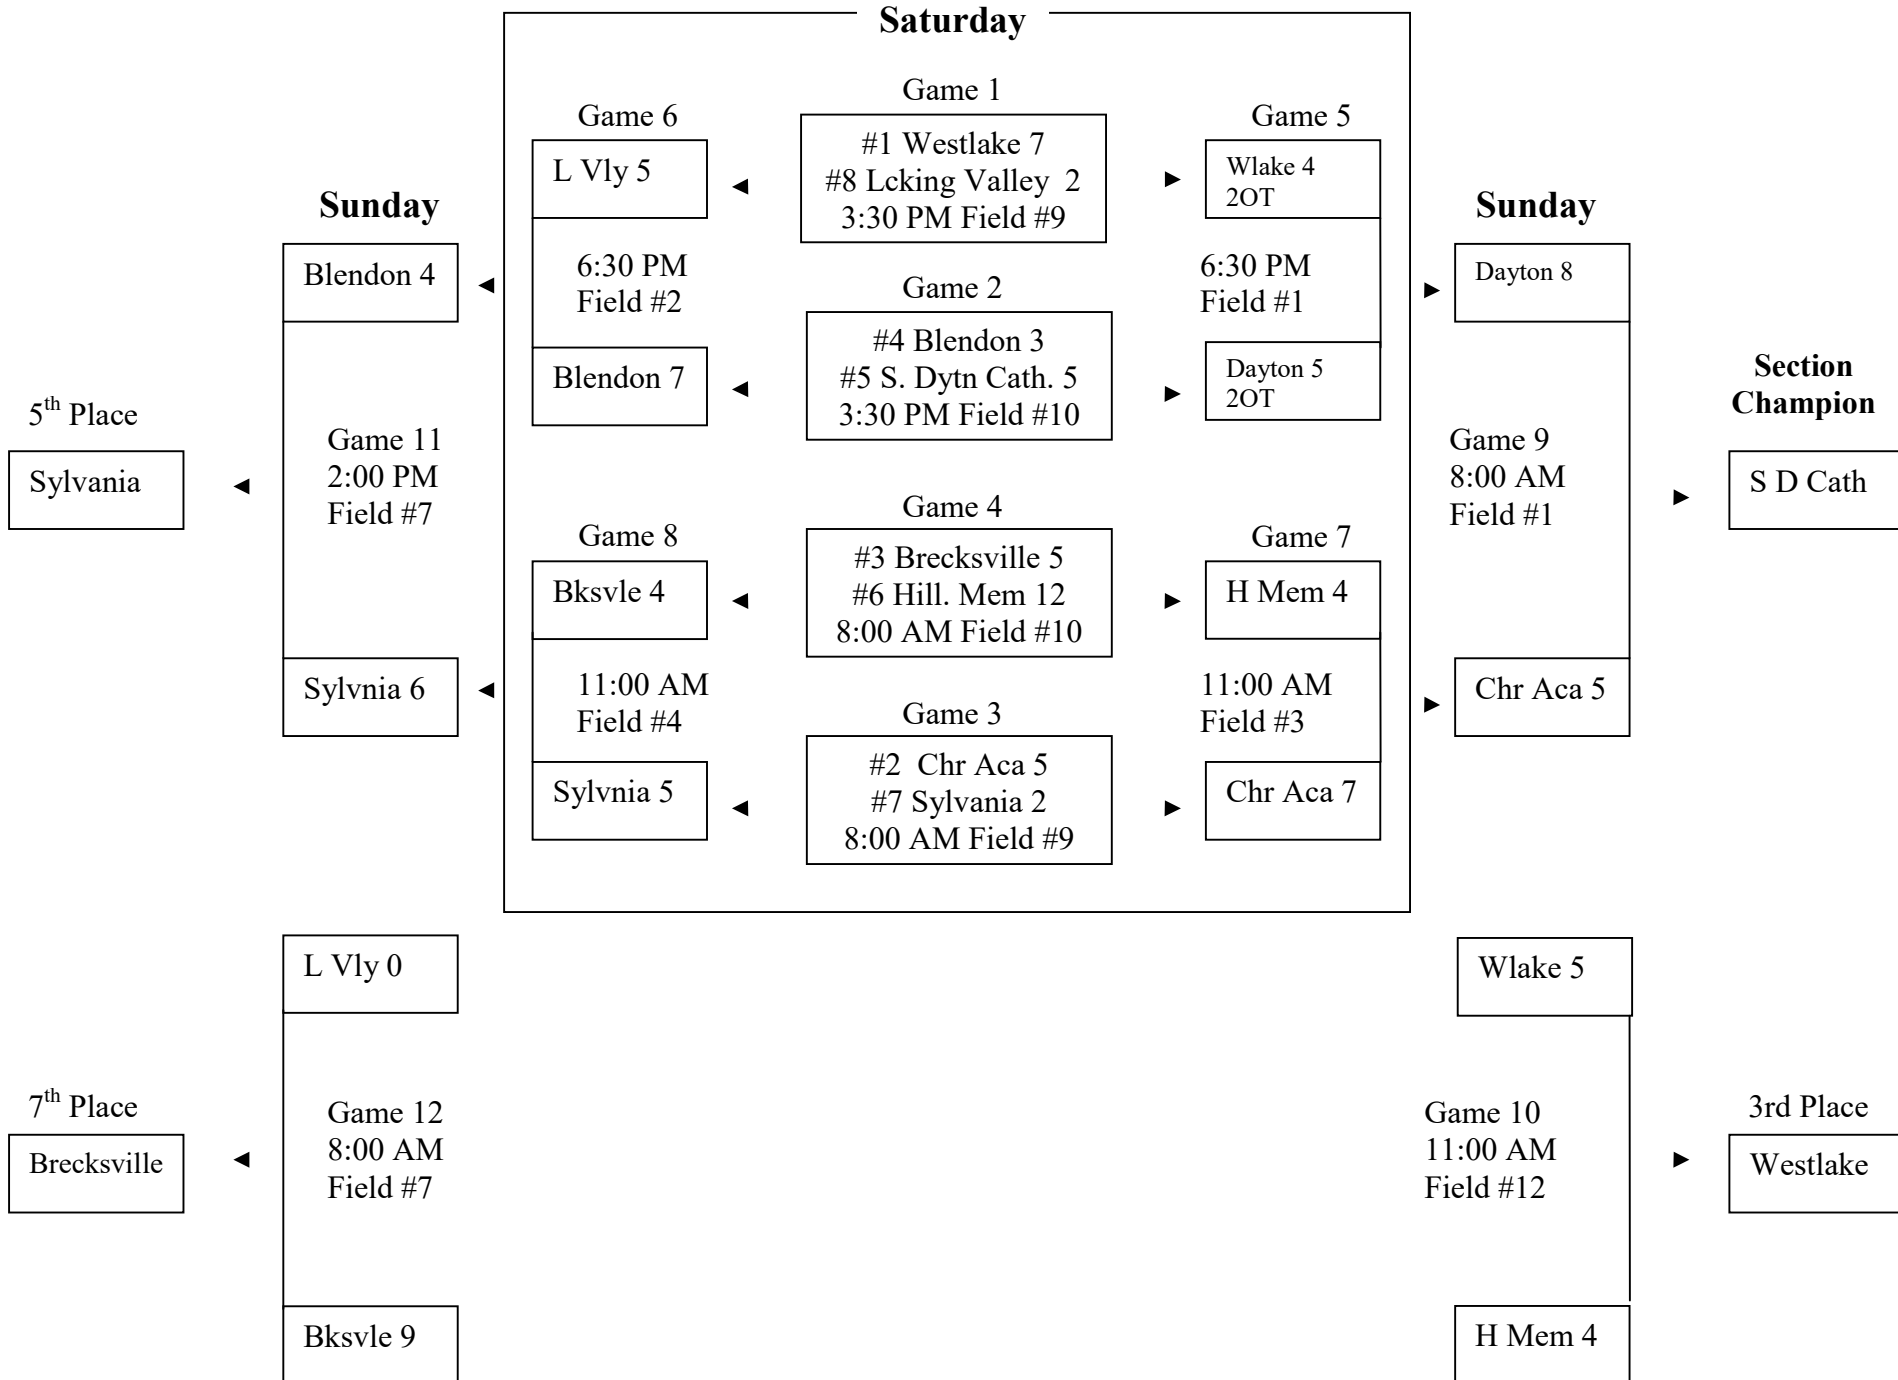 Saturday
Game 1
#1 Westlake 7
#8 Lcking Valley  2
3:30 PM Field #9
Game 6
L Vly 5
6:30 PM
Field #2
Blendon 7
Game 5
Wlake 4
2OT
6:30 PM
Field #1
Dayton 5
2OT
Game 2
#4 Blendon 3
#5 S. Dytn Cath. 5
3:30 PM Field #10
Game 4
#3 Brecksville 5
#6 Hill. Mem 12
8:00 AM Field #10
Game 8
Bksvle 4
11:00 AM
Field #4
Sylvnia 5
Game 7
H Mem 4
11:00 AM
Field #3
Chr Aca 7
Game 3
#2  Chr Aca 5
#7 Sylvania 2
8:00 AM Field #9
Sunday
Blendon 4
Game 11
2:00 PM
Field #7
Sylvnia 6
5th Place
Sylvania
Sunday
Dayton 8
Game 9
8:00 AM
Field #1
Chr Aca 5
Section
Champion
S D Cath
L Vly 0
Game 12
8:00 AM
Field #7
Bksvle 9
7th Place
Brecksville
Wlake 5
Game 10
11:00 AM
Field #12
H Mem 4
3rd Place
Westlake